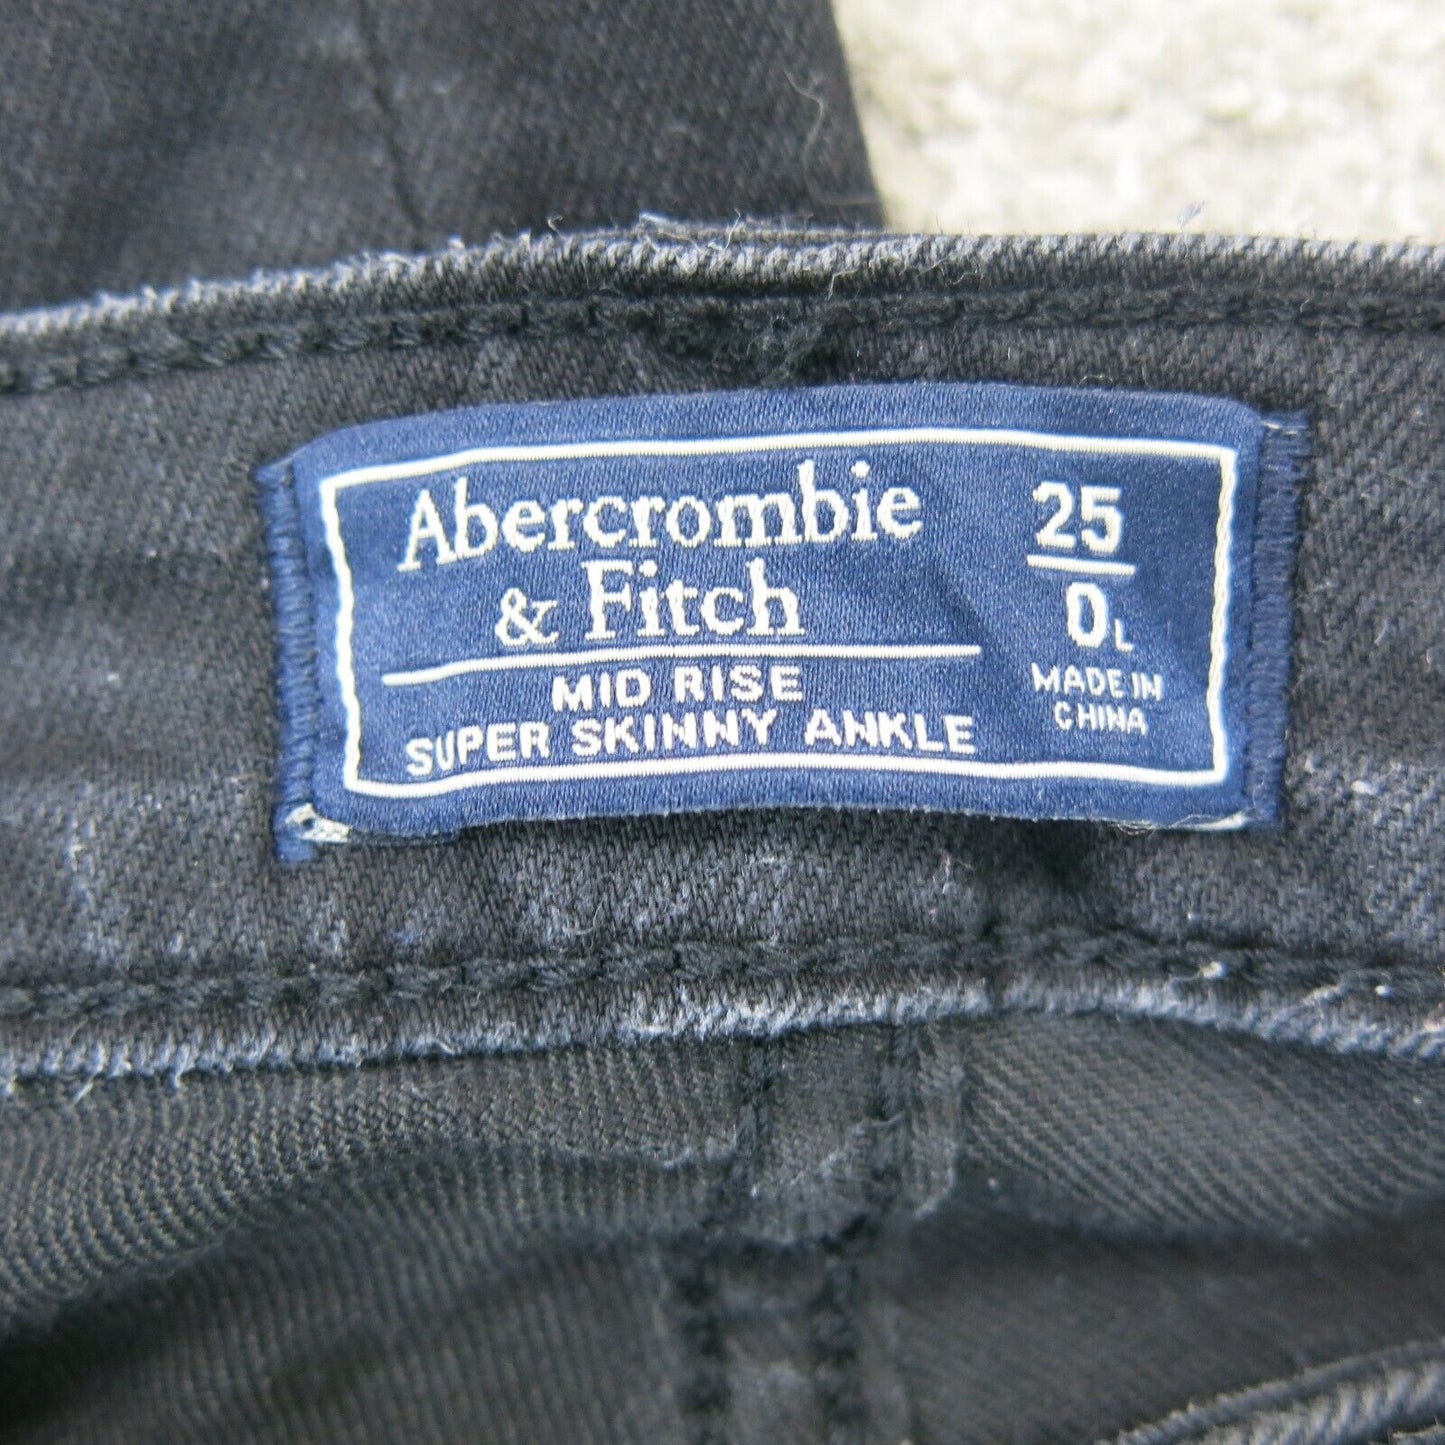 Abercrombie
& Fitch
MID RISE
SUPER SKINNY ANKLE
25
0L
MADE IN
CHINA